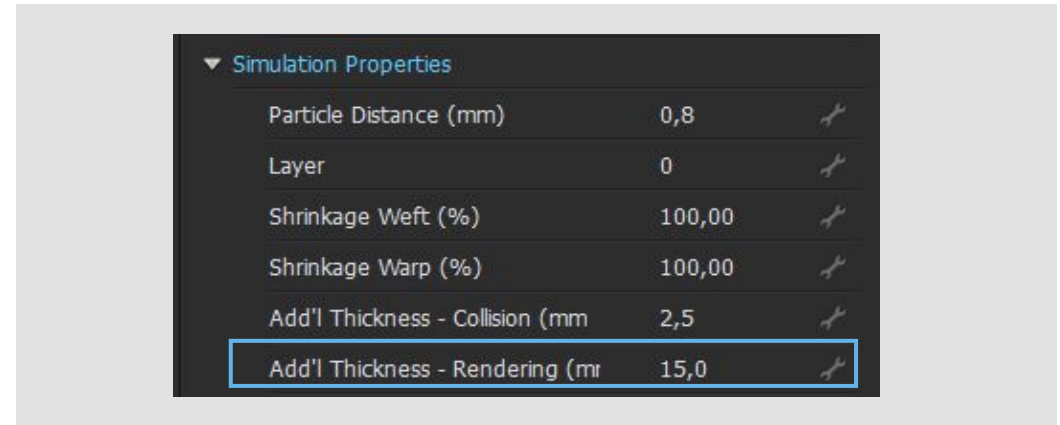 Simulation Properties
Particle Distance (mm) 0,8
Layer 0
Shrinkage Weft (%) 100,00
Shrinkage Warp (%) 100,00
Add'l Thickness - Collision (mm 2,5
Add'l Thickness - Rendering (mr 15,0